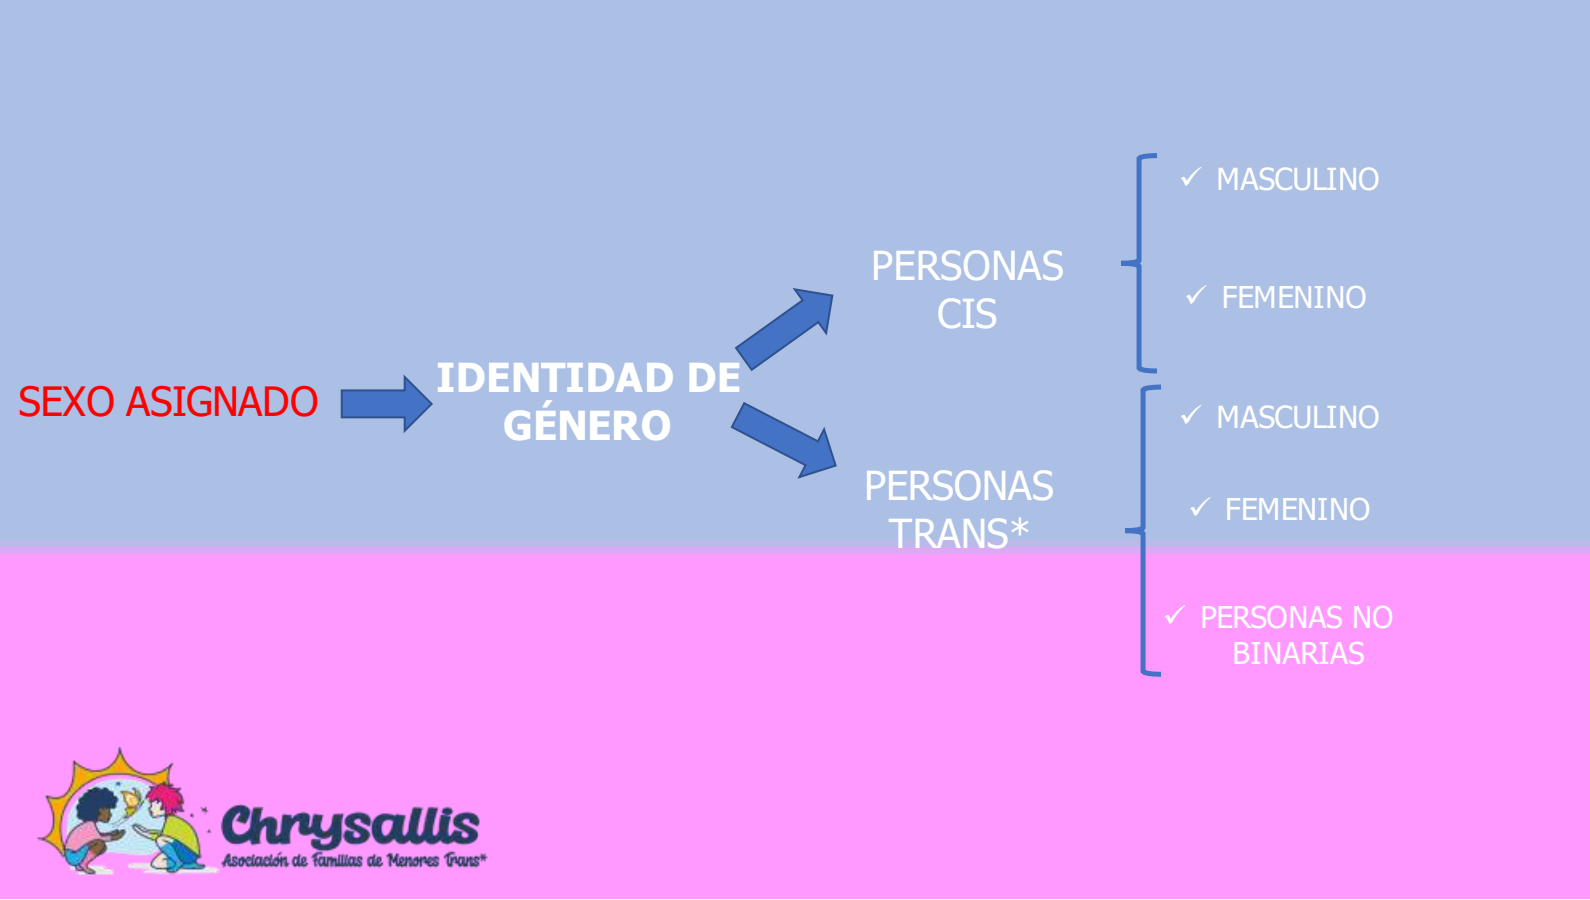 SEXO ASIGNADO
IDENTIDAD DE
GÉNERO
PERSONAS
CIS
✓ MASCULINO
✓ FEMENINO
PERSONAS
TRANS*
✓ MASCULINO
✓ FEMENINO
✓ PERSONAS NO
BINARIAS
Chrysallis
Asociación de Familias de Menores Trans*